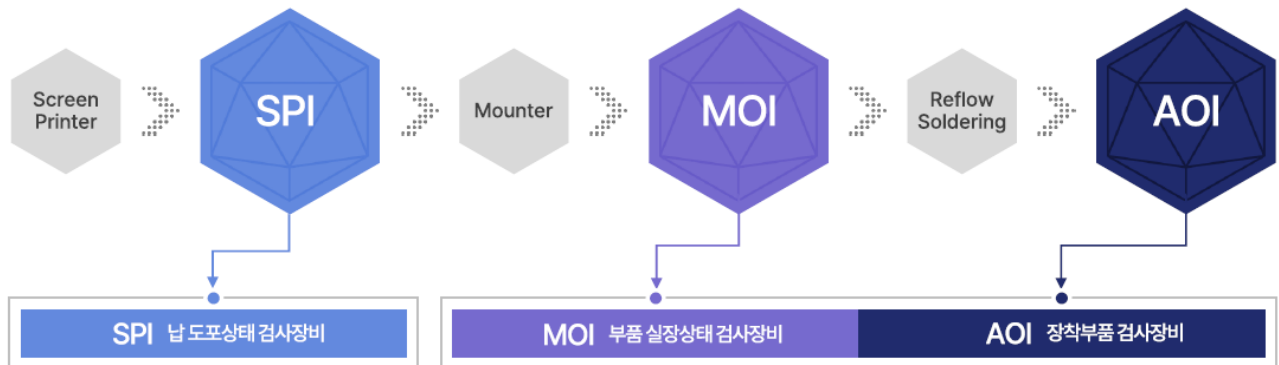 Screen
Printer
SPI
Mounter
MOI
Reflow
Soldering
AOI
SPI 납 도포상태 검사장비
MOI 부품 실장상태 검사장비
AOI 장착부품 검사장비